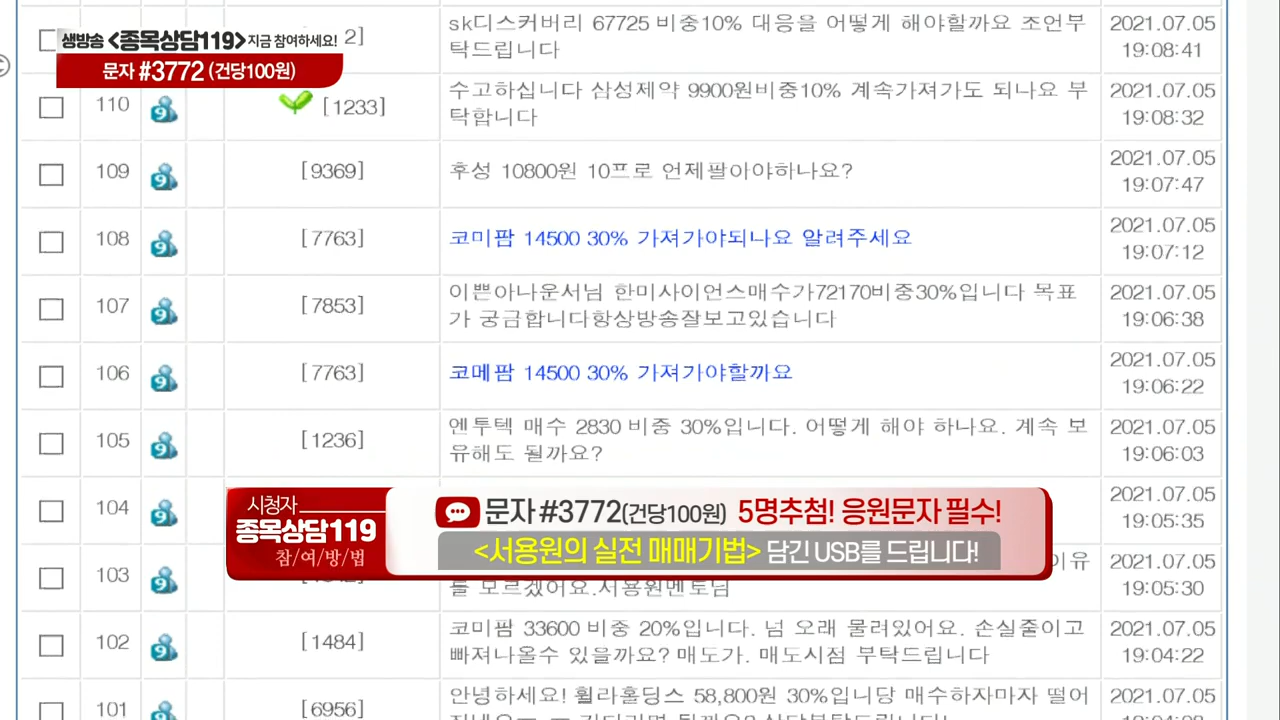 생방송 <종목상담119> 지금 참여하세요!
문자 #3772 (건당100원)
2]
sk디스커버리 67725 비중10% 대응을 어떻게 해야할까요 조언부
탁드립니다
2021.07.05
19:08:41
110
[1233]
수고하십니다 삼성제약 9900원비중10% 계속가져가도 되나요 부
탁합니다
2021.07.05
19:08:32
109
[9369]
후성 10800원 10프로 언제팔아야하나요?
2021.07.05
19:07:47
108
[7763]
코미팜 14500 30% 가져가야되나요 알려주세요
2021.07.05
19:07:12
107
[7853]
이쁜아나운서님 한미사이언스매수가72170비중30%입니다 목표
가 궁금합니다항상방송잘보고있습니다
2021.07.05
19:06:38
106
[7763]
코메팜 14500 30% 가져가야할까요
2021.07.05
19:06:22
105
[1236]
엔투텍 매수 2830 비중 30%입니다. 어떻게 해야 하나요. 계속 보
유해도 될까요?
2021.07.05
19:06:03
104
2021.07.05
19:05:35
시청자
종목상담119
참/여/방/법
문자 #3772(건당100원) 5명추첨! 응원문자 필수!
<서용원의 실전 매매기법> 담긴 USB를 드립니다!
103
이유
를 모르겠어요.서용원멘토님
2021.07.05
19:05:30
102
[1484]
코미팜 33600 비중 20%입니다. 넘 오래 물려있어요. 손실줄이고
빠져나올수 있을까요? 매도가. 매도시점 부탁드립니다
2021.07.05
19:04:22
101
[6956]
안녕하세요! 휠라홀딩스 58,800원 30%입니당 매수하자마자 떨어
2021.07.05